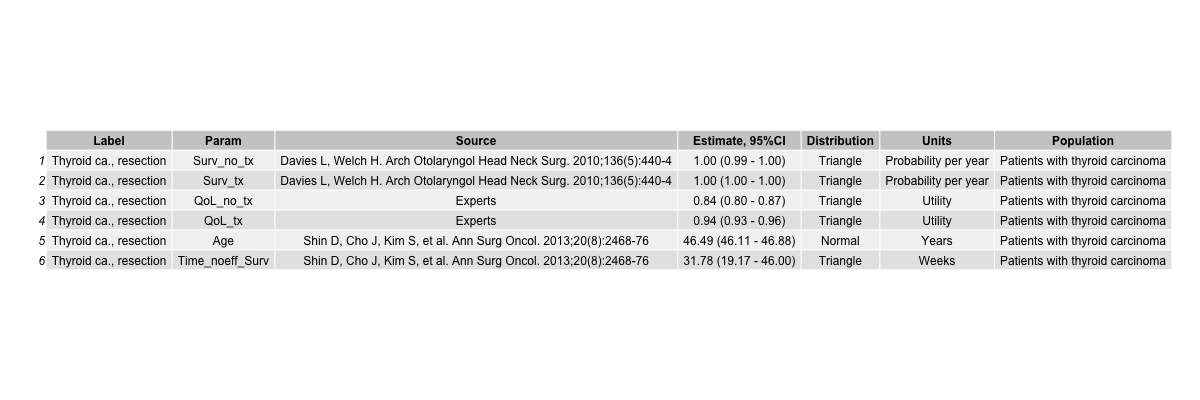 Label Param Source Estimate, 95%CI Distribution Units Population
1 Thyroid ca., resection Surv_no_tx Davies L, Welch H. Arch Otolaryngol Head Neck Surg. 2010;136(5):440-4 1.00 (0.99 - 1.00) Triangle Probability per year Patients with thyroid carcinoma
2 Thyroid ca., resection Surv_tx Davies L, Welch H. Arch Otolaryngol Head Neck Surg. 2010;136(5):440-4 1.00 (1.00 - 1.00) Triangle Probability per year Patients with thyroid carcinoma
3 Thyroid ca., resection QoL_no_tx Experts 0.84 (0.80 - 0.87) Triangle Utility Patients with thyroid carcinoma
4 Thyroid ca., resection QoL_tx Experts 0.94 (0.93 - 0.96) Triangle Utility Patients with thyroid carcinoma
5 Thyroid ca., resection Age Shin D, Cho J, Kim S, et al. Ann Surg Oncol. 2013;20(8):2468-76 46.49 (46.11 - 46.88) Normal Years Patients with thyroid carcinoma
6 Thyroid ca., resection Time_noeff_Surv Shin D, Cho J, Kim S, et al. Ann Surg Oncol. 2013;20(8):2468-76 31.78 (19.17 - 46.00) Triangle Weeks Patients with thyroid carcinoma